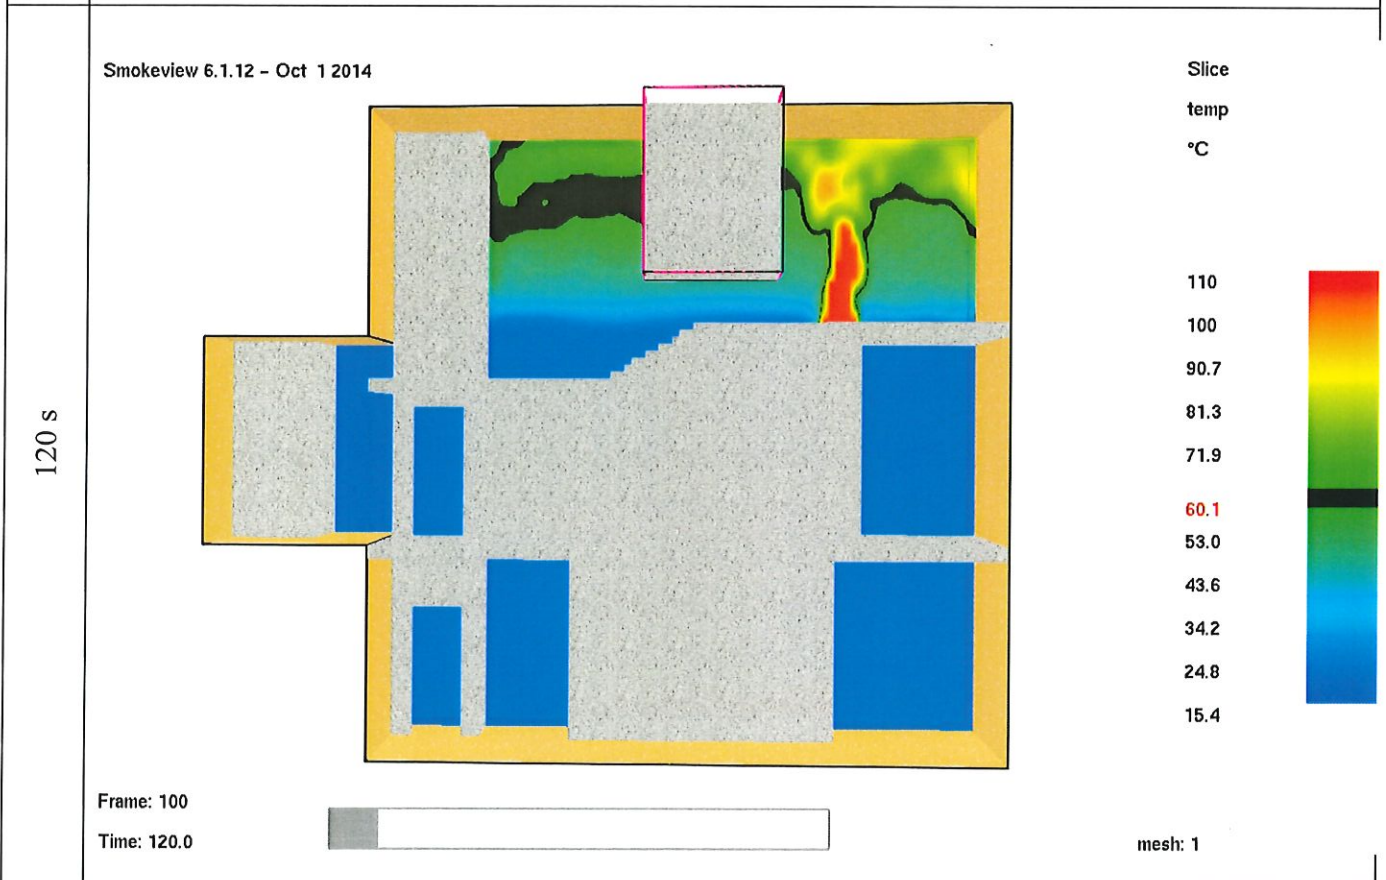 Smokeview 6.1.12 – Oct 1 2014
Slice
temp
°C
110
100
90.7
81.3
71.9
60.1
53.0
43.6
34.2
24.8
15.4
120 s
Frame: 100
Time: 120.0
mesh: 1